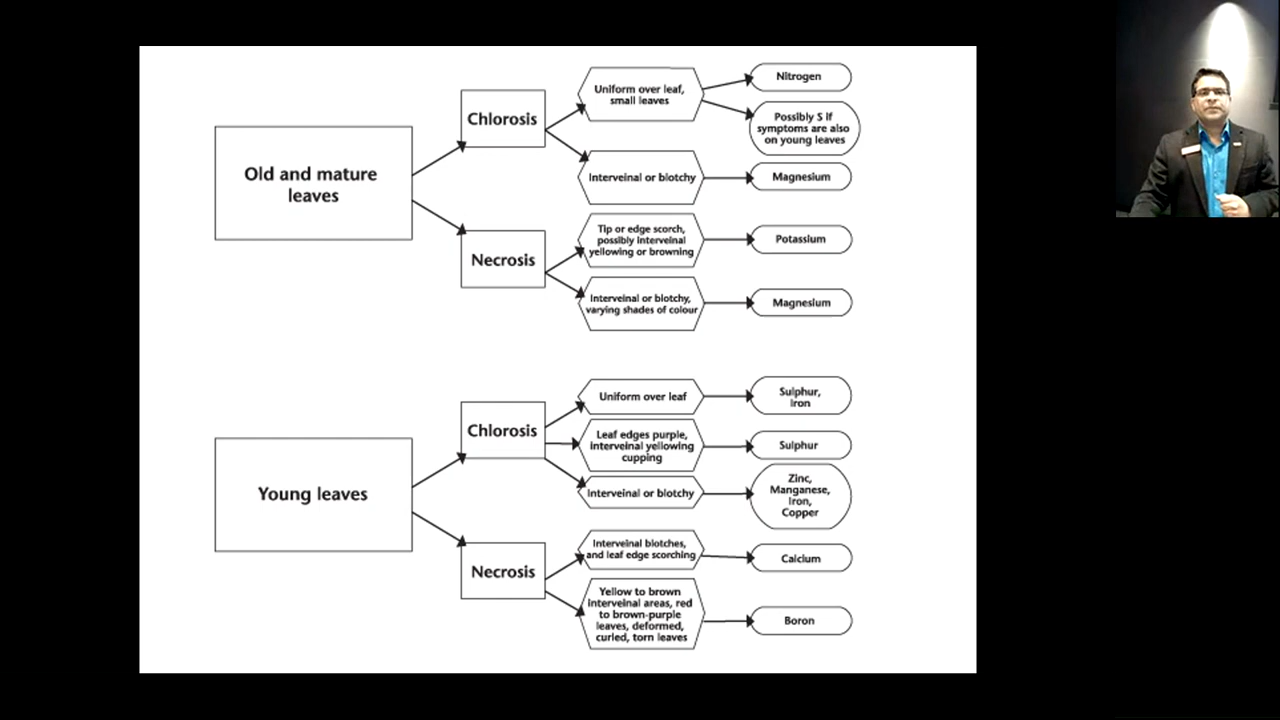 Old and mature
leaves
Chlorosis
Uniform over leaf,
small leaves
Nitrogen
Possibly S if
symptoms are also
on young leaves
Interveinal or blotchy
Magnesium
Necrosis
Tip or edge scorch,
possibly interveinal
yellowing or browning
Potassium
Interveinal or blotchy,
varying shades of colour
Magnesium
Young leaves
Chlorosis
Uniform over leaf
Sulphur,
Iron
Leaf edges purple,
interveinal yellowing
cupping
Sulphur
Interveinal or blotchy
Zinc,
Manganese,
Iron,
Copper
Necrosis
Interveinal blotches,
and leaf edge scorching
Calcium
Yellow to brown
interveinal areas, red
to brown-purple
leaves, deformed,
curled, torn leaves
Boron